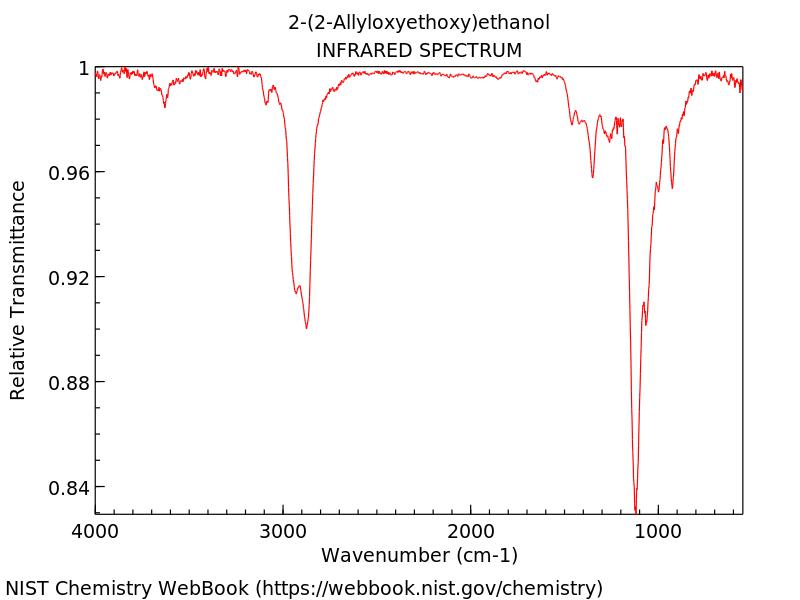 2-(2-Allyloxyethoxy)ethanol
INFRARED SPECTRUM
1
0.96
0.92
0.88
0.84
Relative Transmittance
4000 3000 2000 1000
Wavenumber (cm-1)
NIST Chemistry WebBook (https://webbook.nist.gov/chemistry)